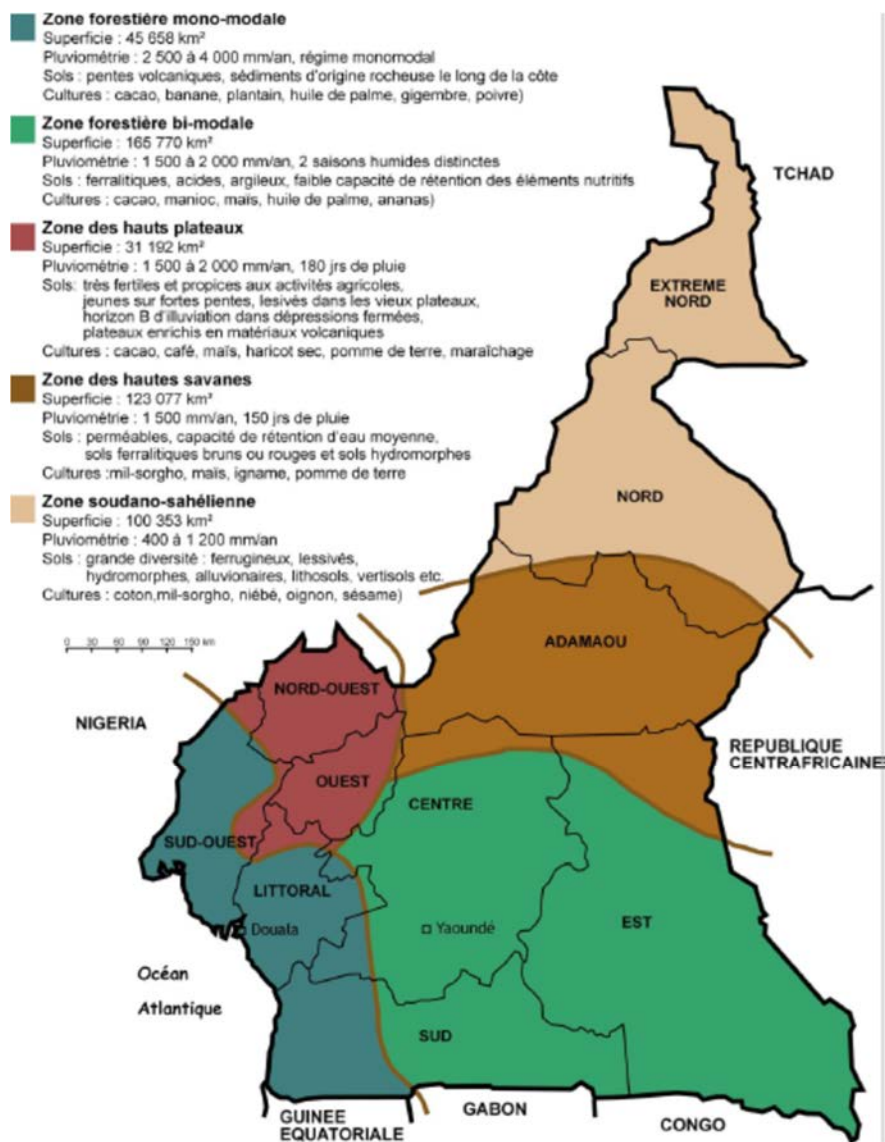 Zone forestière mono-modale
Superficie : 45 658 km²
Pluviométrie : 2 500 à 4 000 mm/an, régime monomodal
Sols : pentes volcaniques, sédiments d'origine rocheuse le long de la côte
Cultures : cacao, banane, plantain, huile de palme, gigembre, poivre)
Zone forestière bi-modale
Superficie : 165 770 km²
Pluviométrie : 1 500 à 2 000 mm/an, 2 saisons humides distinctes
Sols : ferralitiques, acides, argileux, faible capacité de rétention des éléments nutritifs
Cultures : cacao, manioc, maïs, huile de palme, ananas)
Zone des hauts plateaux
Superficie : 31 192 km²
Pluviométrie : 1 500 à 2 000 mm/an, 180 jrs de pluie
Sols: très fertiles et propices aux activités agricoles,
jeunes sur fortes pentes, lesivés dans les vieux plateaux,
horizon B d'illuviation dans dépressions fermées,
plateaux enrichis en matériaux volcaniques
Cultures : cacao, café, maïs, haricot sec, pomme de terre, maraîchage
Zone des hautes savanes
Superficie : 123 077 km²
Pluviométrie : 1 500 mm/an, 150 jrs de pluie
Sols : perméables, capacité de rétention d'eau moyenne,
sols ferralitiques bruns ou rouges et sols hydromorphes
Cultures :mil-sorgho, maïs, igname, pomme de terre
Zone soudano-sahélienne
Superficie : 100 353 km²
Pluviométrie : 400 à 1 200 mm/an
Sols : grande diversité : ferrugineux, lessivés,
hydromorphes, alluvionaires, lithosols, vertisols etc.
Cultures : coton,mil-sorgho, niébé, oignon, sésame)
0 30 60 90 120 150 km
TCHAD
EXTREME
NORD
NORD
ADAMAOU
NORD-OUEST
NIGERIA
REPUBLIQUE
CENTRAFRICAINE
OUEST
CENTRE
SUD-OUEST
LITTORAL
EST
Douala
Yaoundé
Océan
Atlantique
SUD
GUINEE
EQUATORIALE
GABON
CONGO